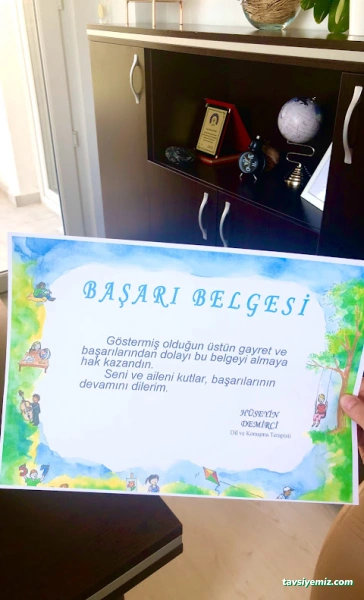 BAŞARI BELGESİ
Göstermiş olduğun üstün gayret ve
başarılarından dolayı bu belgeyi almaya
hak kazandın.
Seni ve aileni kutlar, başarılarının
devamını dilerim.
HÜSEYİN
DEMİRCİ
Dil ve Konuşma Terapisti
tavsiyemiz.com